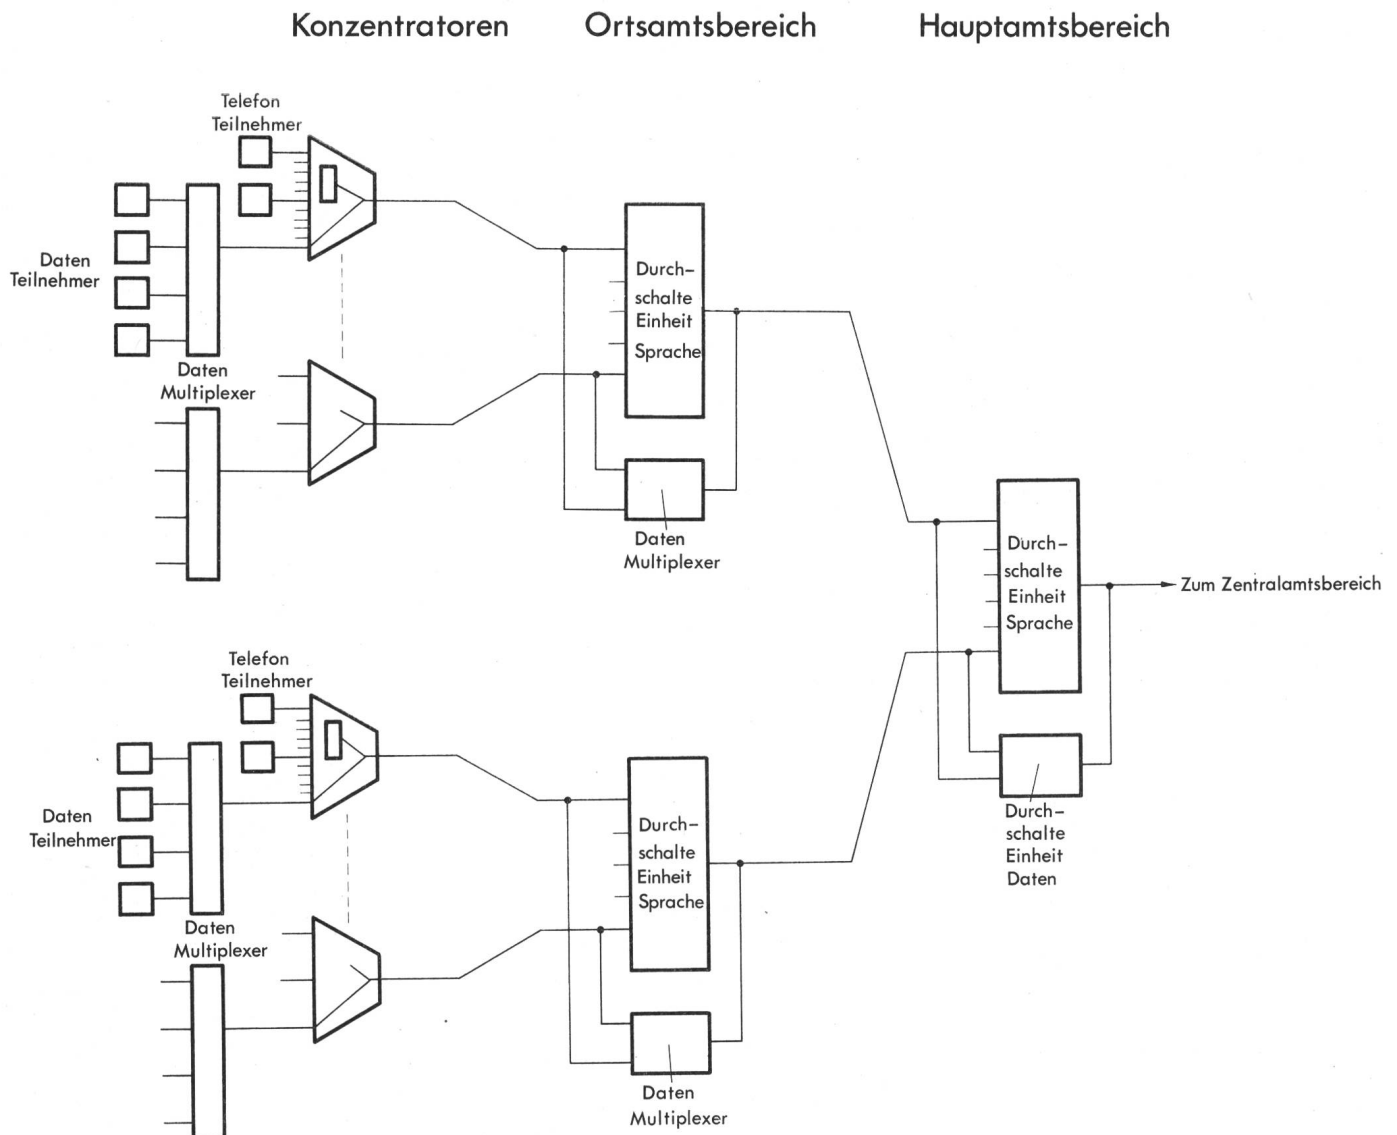 Konzentratoren Ortsamtsbereich Hauptamtsbereich
Telefon
Teilnehmer
Daten
Teilnehmer
Daten
Multiplexer
Durch-
schalte
Einheit
Sprache
Daten
Multiplexer
Durch-
schalte
Einheit
Sprache
Zum Zentralamtsbereich
Durch-
schalte
Einheit
Daten
Telefon
Teilnehmer
Daten
Teilnehmer
Daten
Multiplexer
Durch-
schalte
Einheit
Sprache
Daten
Multiplexer